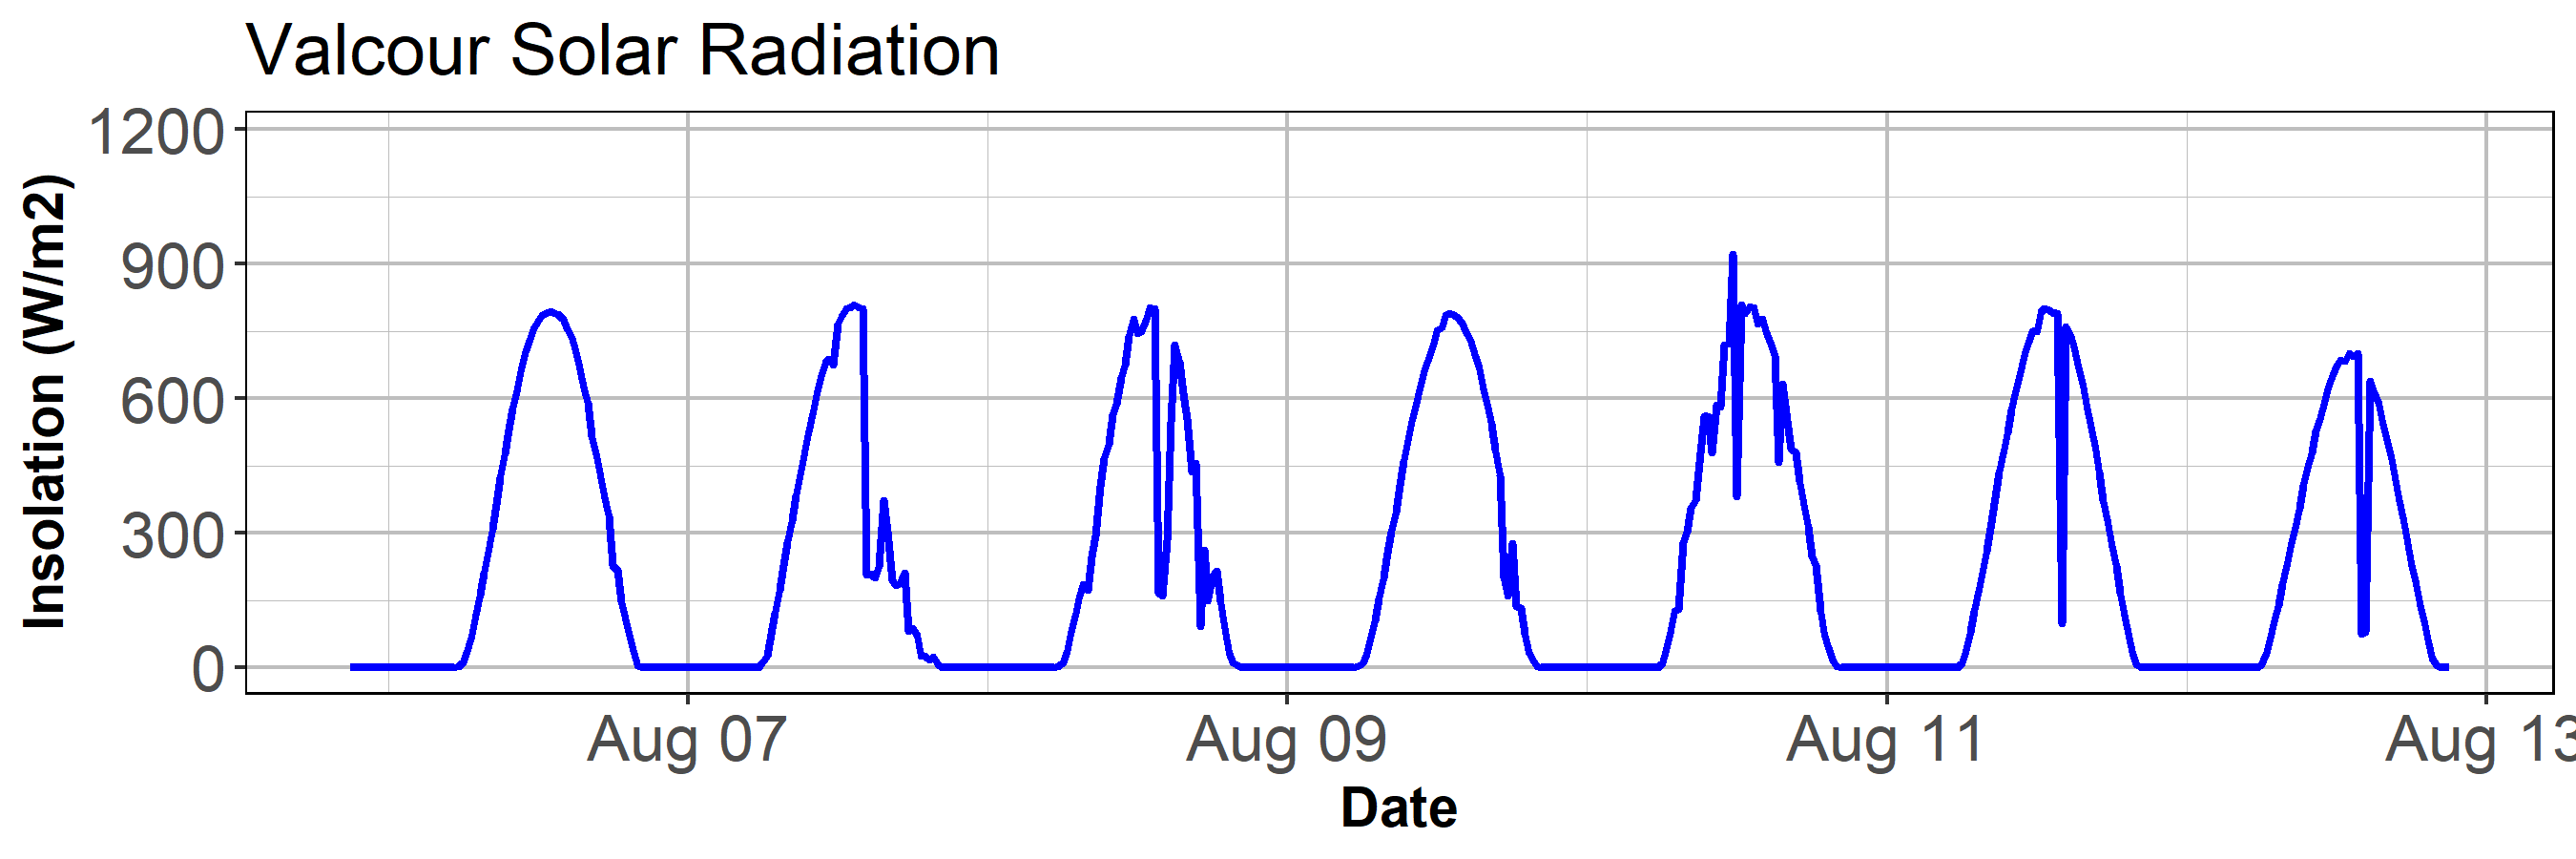 Valcour Solar Radiation
1200
900
600
300
0
Insolation (W/m2)
Aug 07
Aug 09
Aug 11
Aug 13
Date